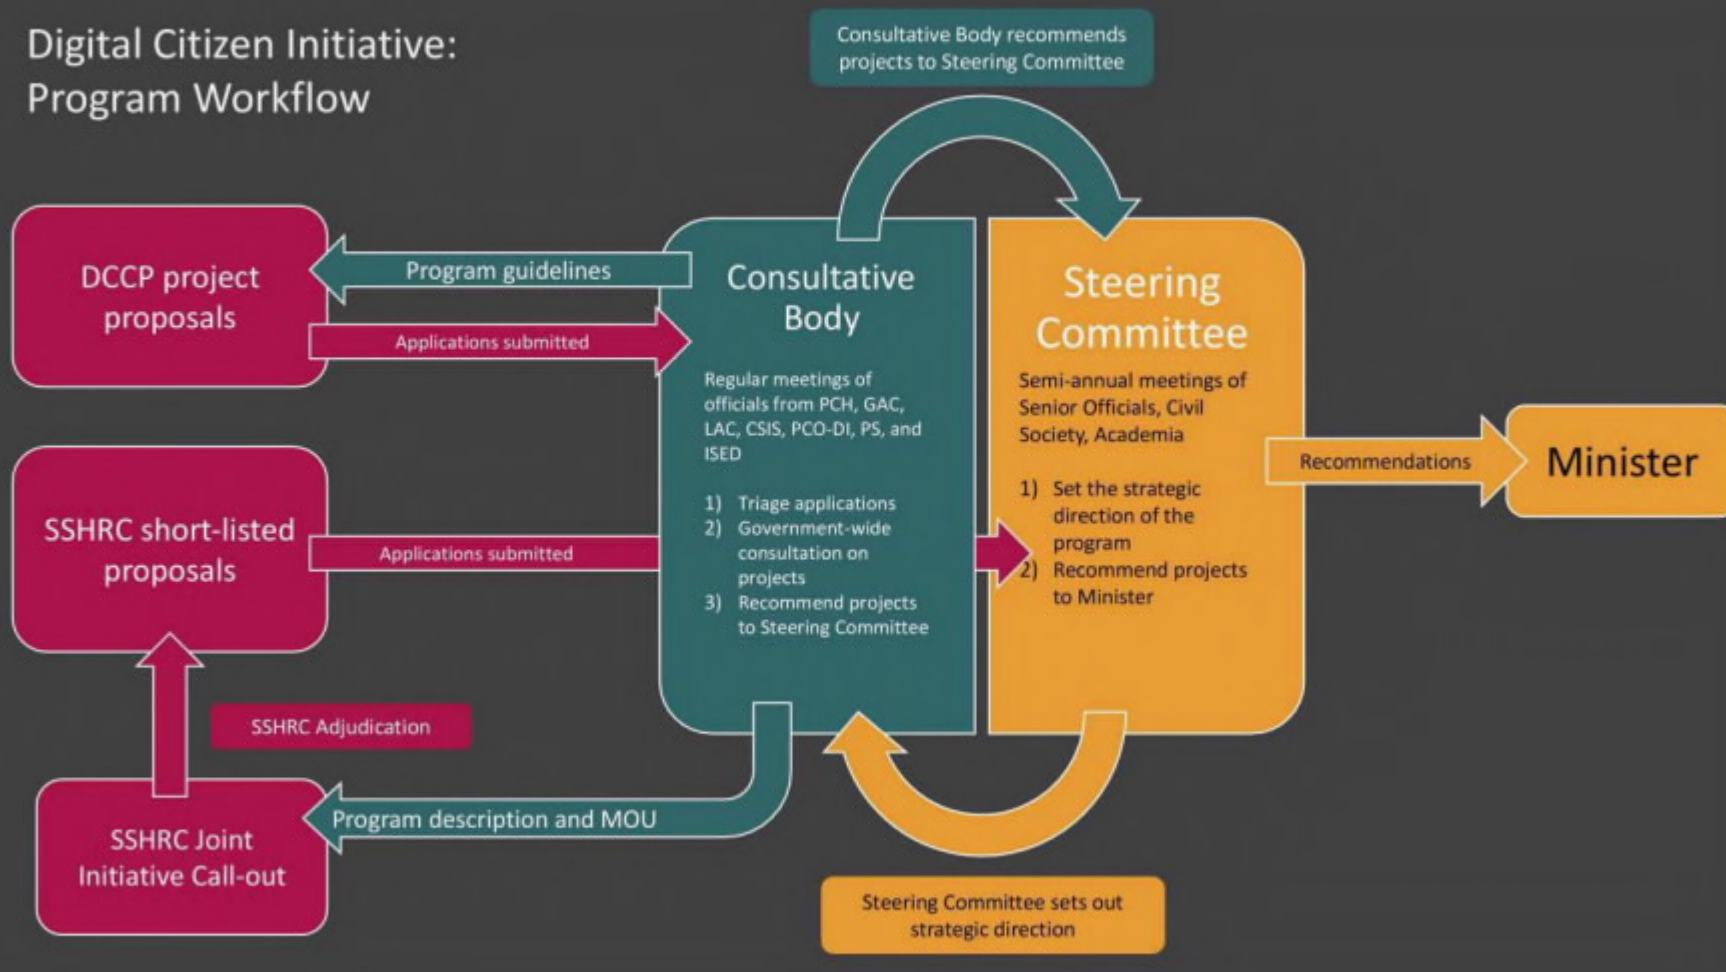 Digital Citizen Initiative:
Program Workflow
Consultative Body recommends
projects to Steering Committee
DCCP project
proposals
Program guidelines
Applications submitted
SSHRC short-listed
proposals
Applications submitted
SSHRC Adjudication
SSHRC Joint
Initiative Call-out
Program description and MOU
Consultative
Body
Regular meetings of
officials from PCH, GAC,
LAC, CSIS, PCO-DI, PS, and
ISED
1) Triage applications
2) Government-wide
consultation on
projects
3) Recommend projects
to Steering Committee
Steering
Committee
Semi-annual meetings of
Senior Officials, Civil
Society, Academia
1) Set the strategic
direction of the
program
2) Recommend projects
to Minister
Recommendations
Minister
Steering Committee sets out
strategic direction